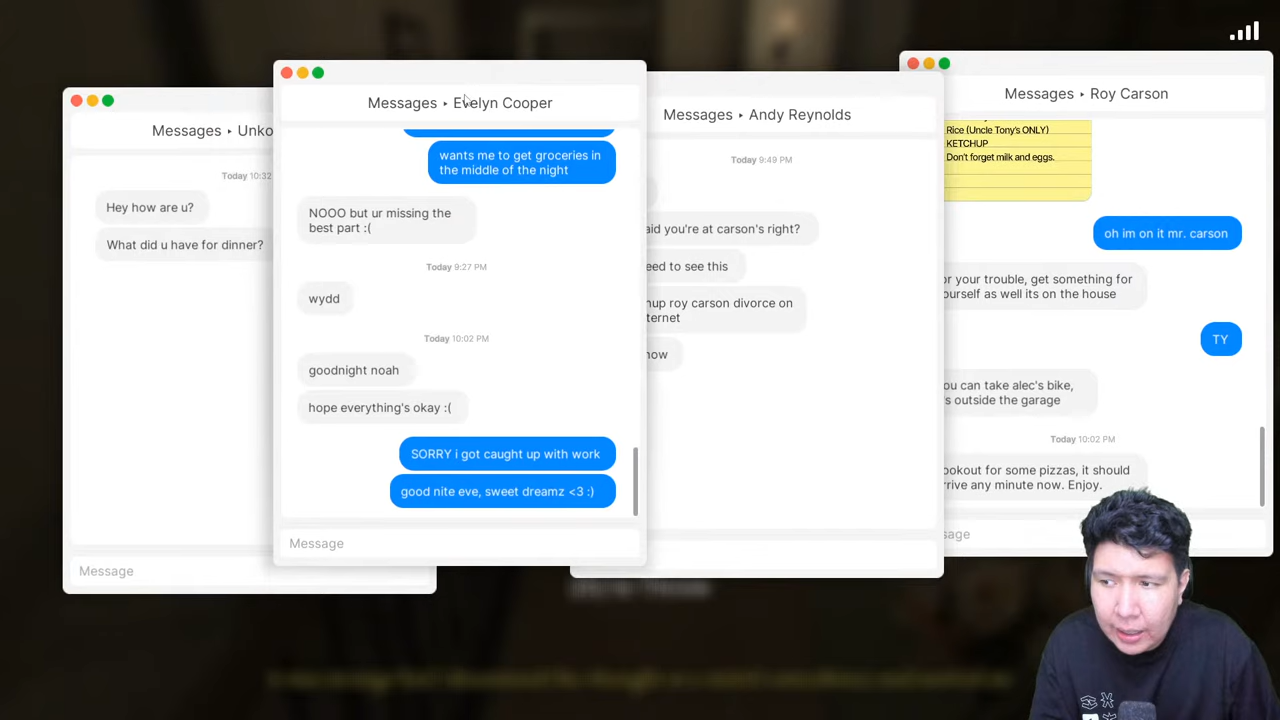 Messages ▸ Unko
Today 10:32
Hey how are u?
What did u have for dinner?
Message
Messages ▸ Evelyn Cooper
wants me to get groceries in
the middle of the night
NOOO but ur missing the
best part :(
Today 9:27 PM
wydd
Today 10:02 PM
goodnight noah
hope everything's okay :(
SORRY i got caught up with work
good nite eve, sweet dreamz <3 :)
Message
Messages ▸ Andy Reynolds
Today 9:49 PM
aid you're at carson's right?
eed to see this
hup roy carson divorce on
ternet
now
Messages ▸ Roy Carson
Rice (Uncle Tony's ONLY)
KETCHUP
Don't forget milk and eggs.
oh im on it mr. carson
or your trouble, get something for
ourself as well its on the house
TY
ou can take alec's bike,
s outside the garage
Today 10:02 PM
ookout for some pizzas, it should
rrive any minute now. Enjoy.
sage